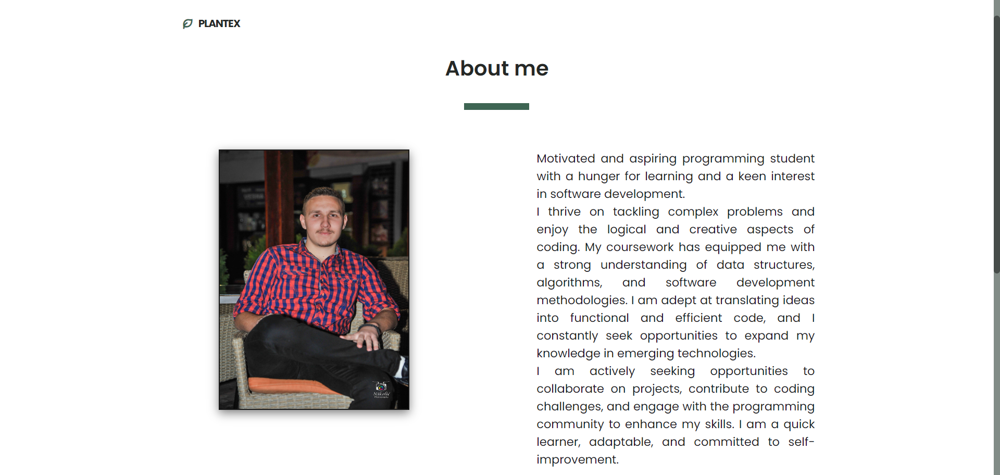 PLANTEX
About me
Motivated and aspiring programming student
with a hunger for learning and a keen interest
in software development.
I thrive on tackling complex problems and
enjoy the logical and creative aspects of
coding. My coursework has equipped me with
a strong understanding of data structures,
algorithms, and software development
methodologies. I am adept at translating ideas
into functional and efficient code, and I
constantly seek opportunities to expand my
knowledge in emerging technologies.
I am actively seeking opportunities to
collaborate on projects, contribute to coding
challenges, and engage with the programming
community to enhance my skills. I am a quick
learner, adaptable, and committed to self-
improvement.
Nikolić
Photography